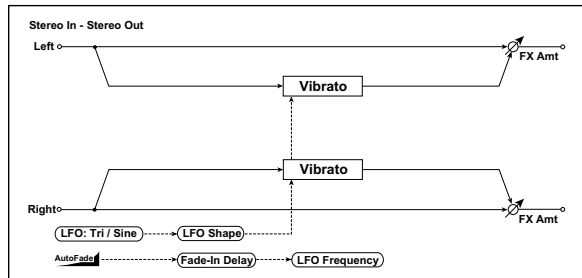 Stereo In - Stereo Out
Left
FX Amt
Vibrato
Vibrato
Right
FX Amt
LFO: Tri / Sine
LFO Shape
AutoFade
Fade-In Delay
LFO Frequency